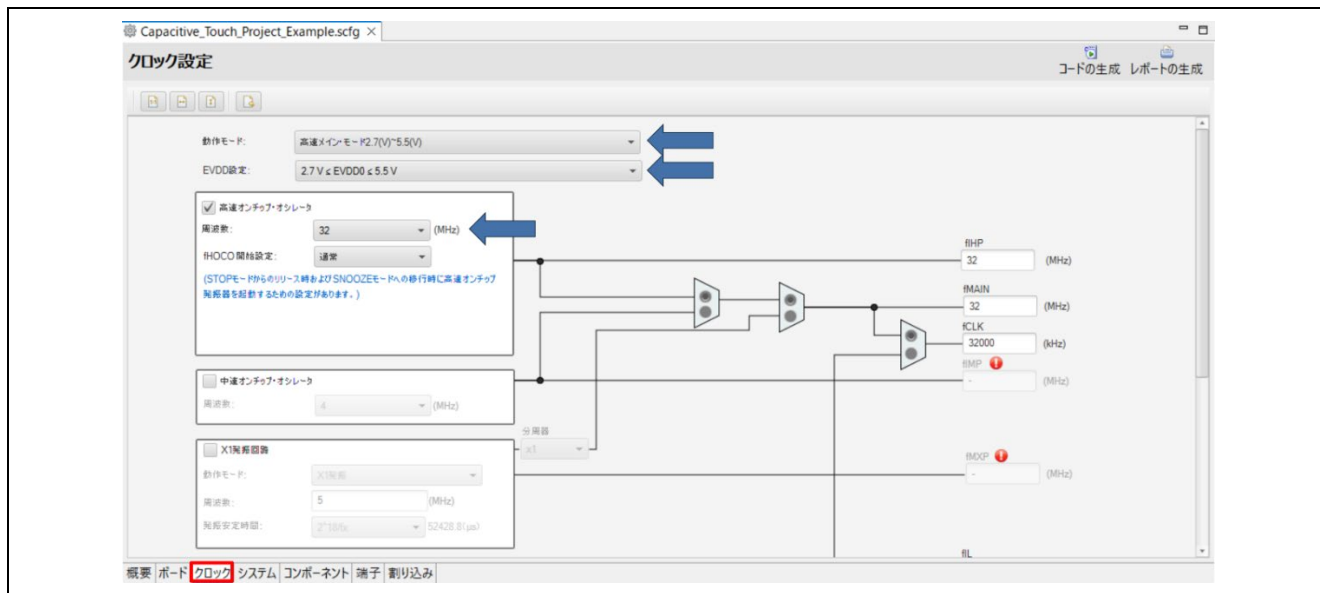 Capacitive_Touch_Project_Example.scfg
クロック設定
コードの生成 レポートの生成
動作モード: 高速メイン・モード2.7(V)~5.5(V)
EVDD設定: 2.7 V ≤ EVDD0 ≤ 5.5 V
高速オンチップ・オシレータ
周波数: 32 (MHz)
fHOCO開始設定: 通常
(STOPモードからのリリース時およびSNOOZEモードへの移行時に高速オンチップ
発振器を起動するための設定があります。)
fIHP
32 (MHz)
fMAIN
32 (MHz)
fCLK
32000 (kHz)
fIMP
- (MHz)
中速オンチップ・オシレータ
周波数: 4 (MHz)
分周器
x1
X1発振回路
動作モード: X1発振
周波数: 5 (MHz)
発振安定時間: 52428.8(μs)
fMXP
- (MHz)
fIL
概要 ボード クロック システム コンポーネント 端子 割り込み